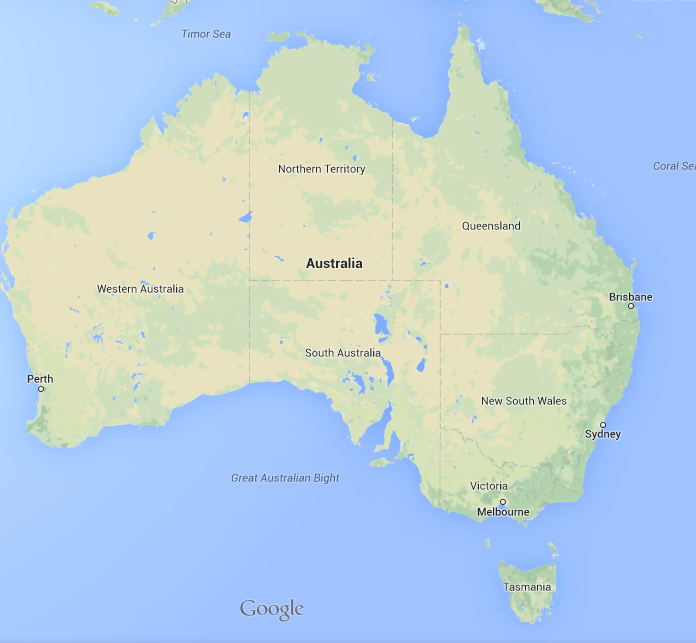 Timor Sea
Coral Sea
Northern Territory
Queensland
Australia
Western Australia
Brisbane
South Australia
Perth
New South Wales
Sydney
Great Australian Bight
Victoria
Melbourne
Tasmania
Google